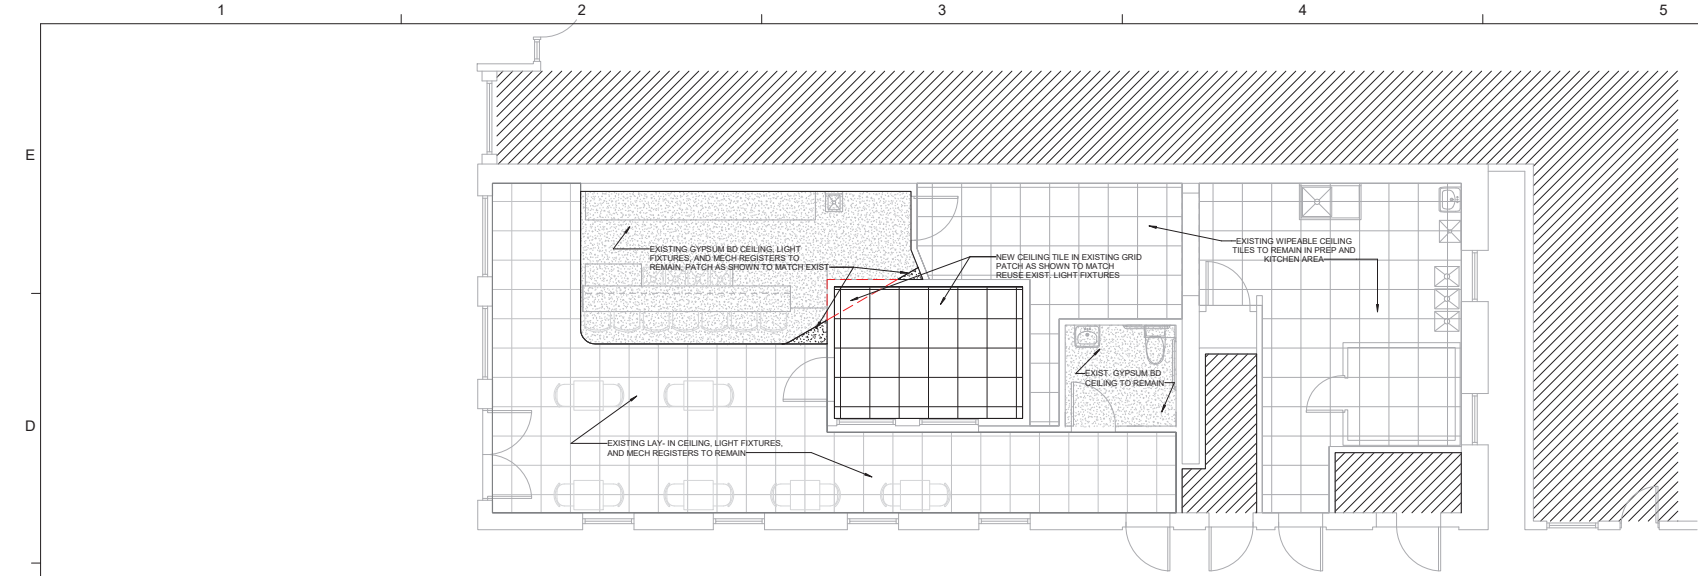 1 2 3 4 5
E
D
EXISTING GYPSUM BD CEILING, LIGHT
FIXTURES, AND MECH REGISTERS TO
REMAIN, PATCH AS SHOWN TO MATCH EXIST
NEW CEILING TILE IN EXISTING GRID
PATCH AS SHOWN TO MATCH
REUSE EXIST. LIGHT FIXTURES
EXISTING WIPEABLE CEILING
TILES TO REMAIN IN PREP AND
KITCHEN AREA
EXIST. GYPSUM BD
CEILING TO REMAIN
EXISTING LAY- IN CEILING, LIGHT FIXTURES,
AND MECH REGISTERS TO REMAIN